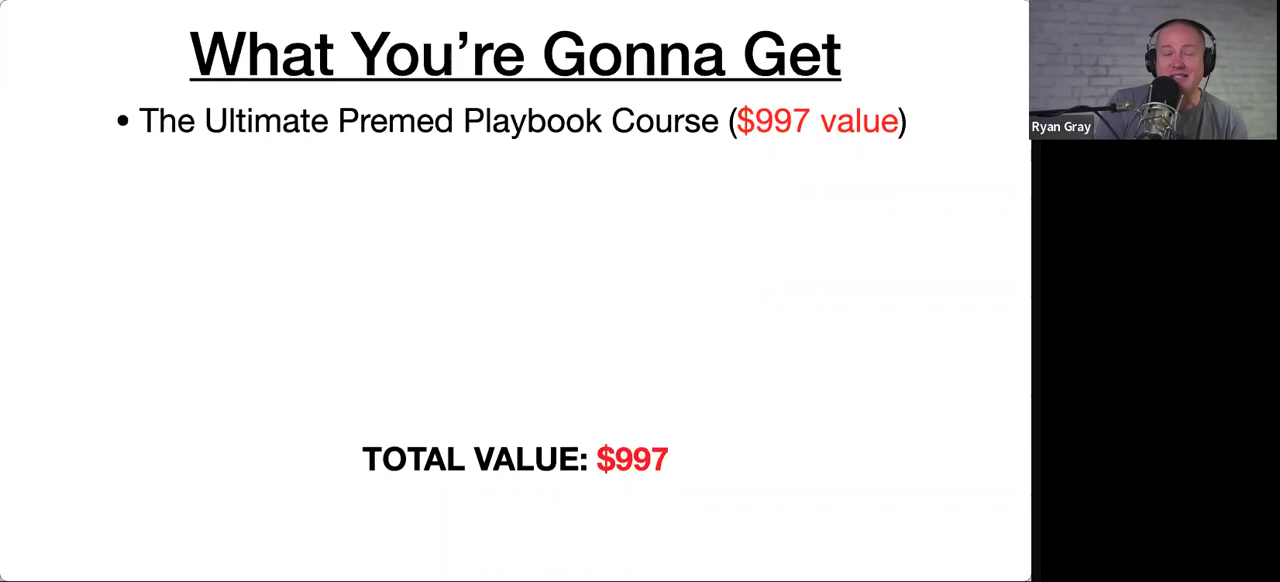 What You’re Gonna Get
• The Ultimate Premed Playbook Course ($997 value)
TOTAL VALUE: $997
Ryan Gray